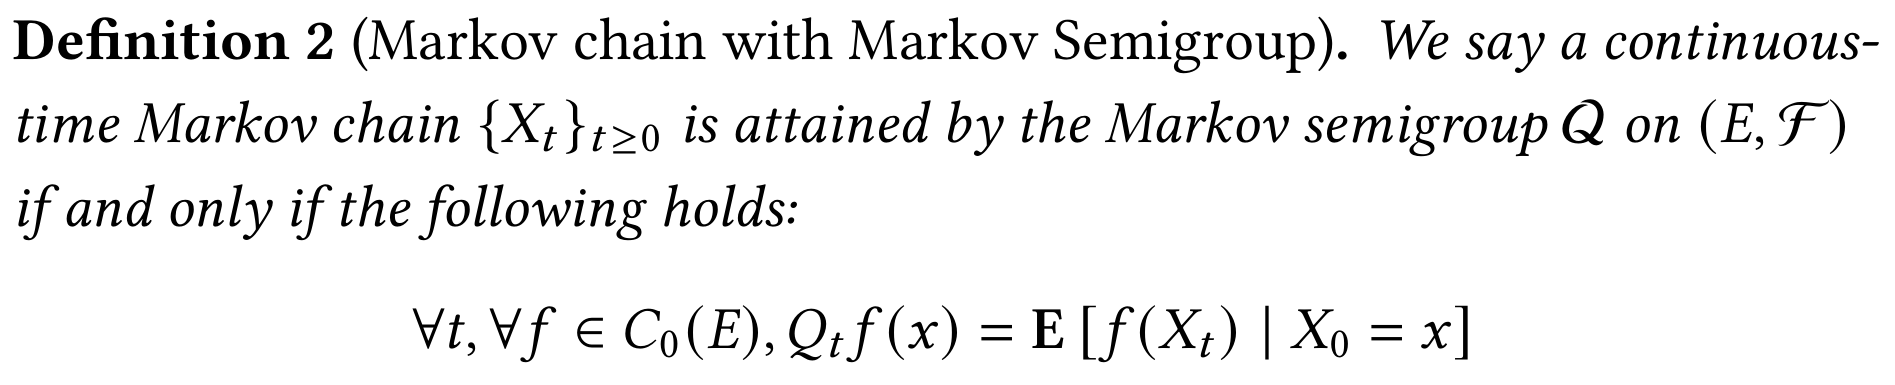 Definition 2 (Markov chain with Markov Semigroup). We say a continuous-
time Markov chain {X_t}_{t≥0} is attained by the Markov semigroup 𝓠 on (E, ℱ)
if and only if the following holds:
∀t, ∀f ∈ C_0(E), Q_t f(x) = E [f(X_t) | X_0 = x]